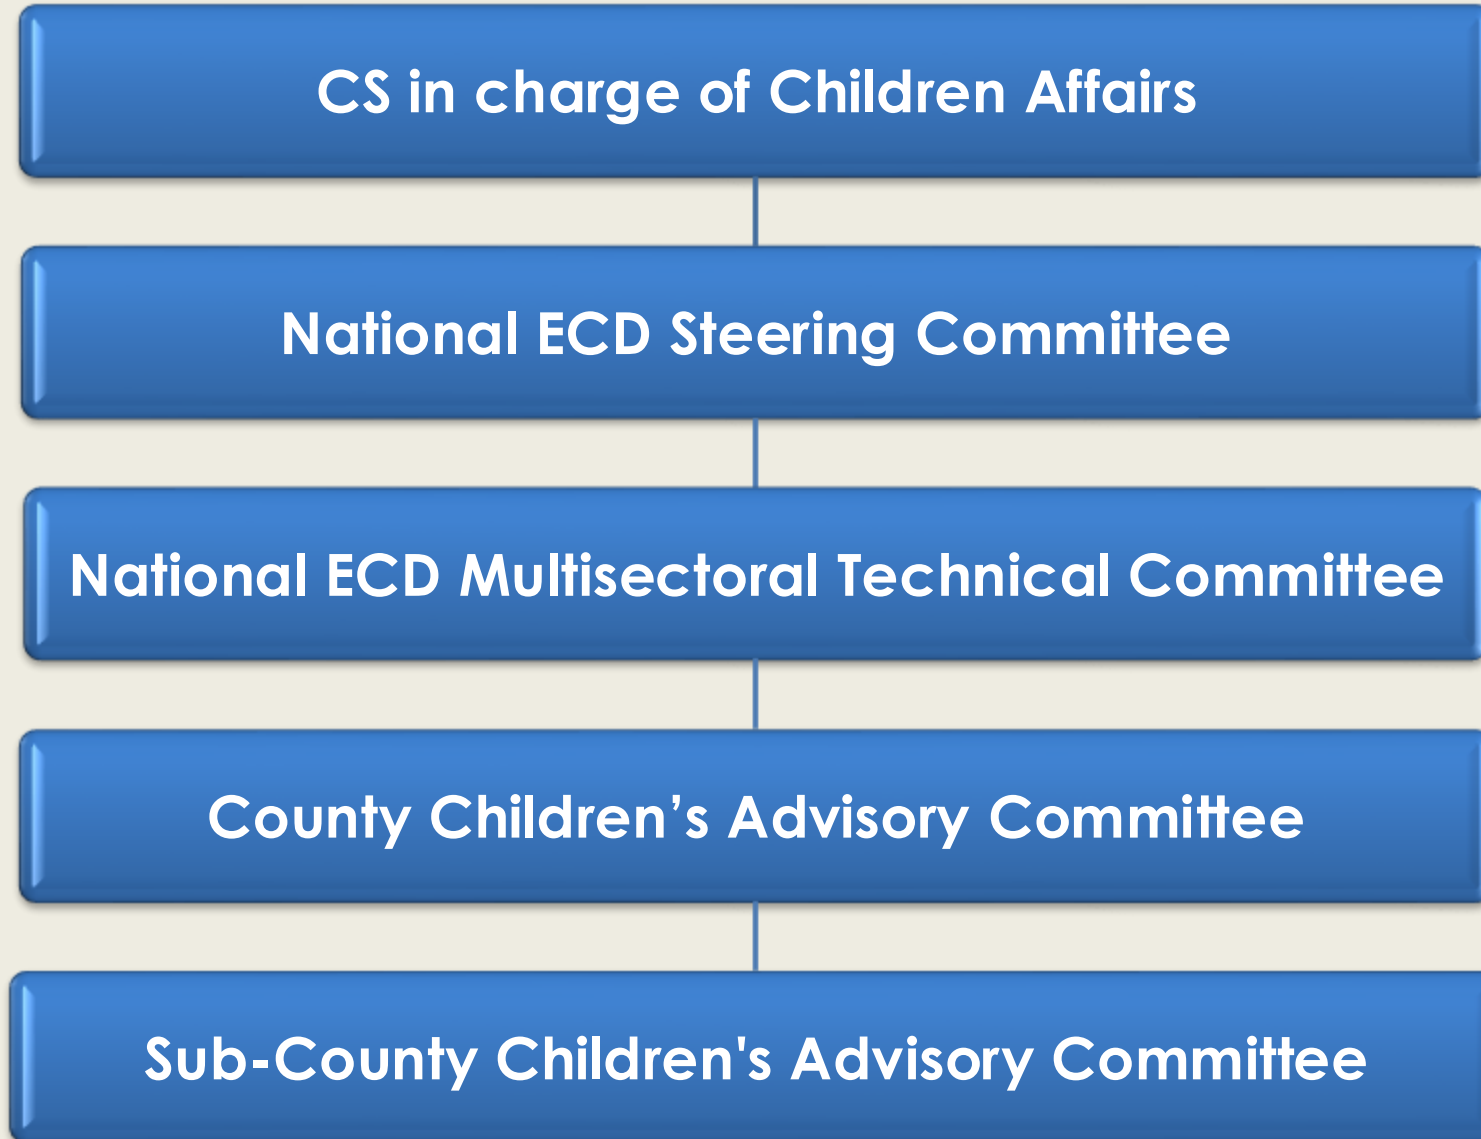 CS in charge of Children Affairs
National ECD Steering Committee
National ECD Multisectoral Technical Committee
County Children’s Advisory Committee
Sub-County Children's Advisory Committee